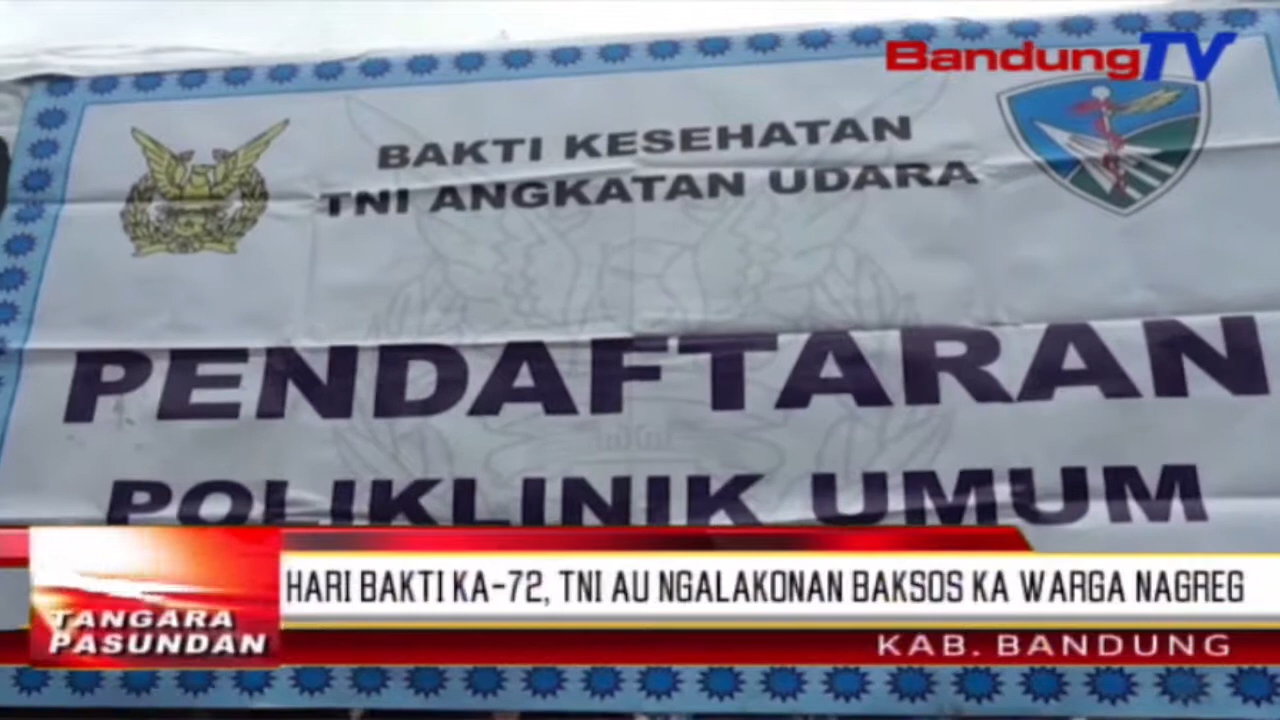 BandungTV
BAKTI KESEHATAN
TNI ANGKATAN UDARA
PENDAFTARAN
POLIKLINIK UMUM
HARI BAKTI KA-72, TNI AU NGALAKONAN BAKSOS KA WARGA NAGREG
TANGARA
PASUNDAN
KAB. BANDUNG